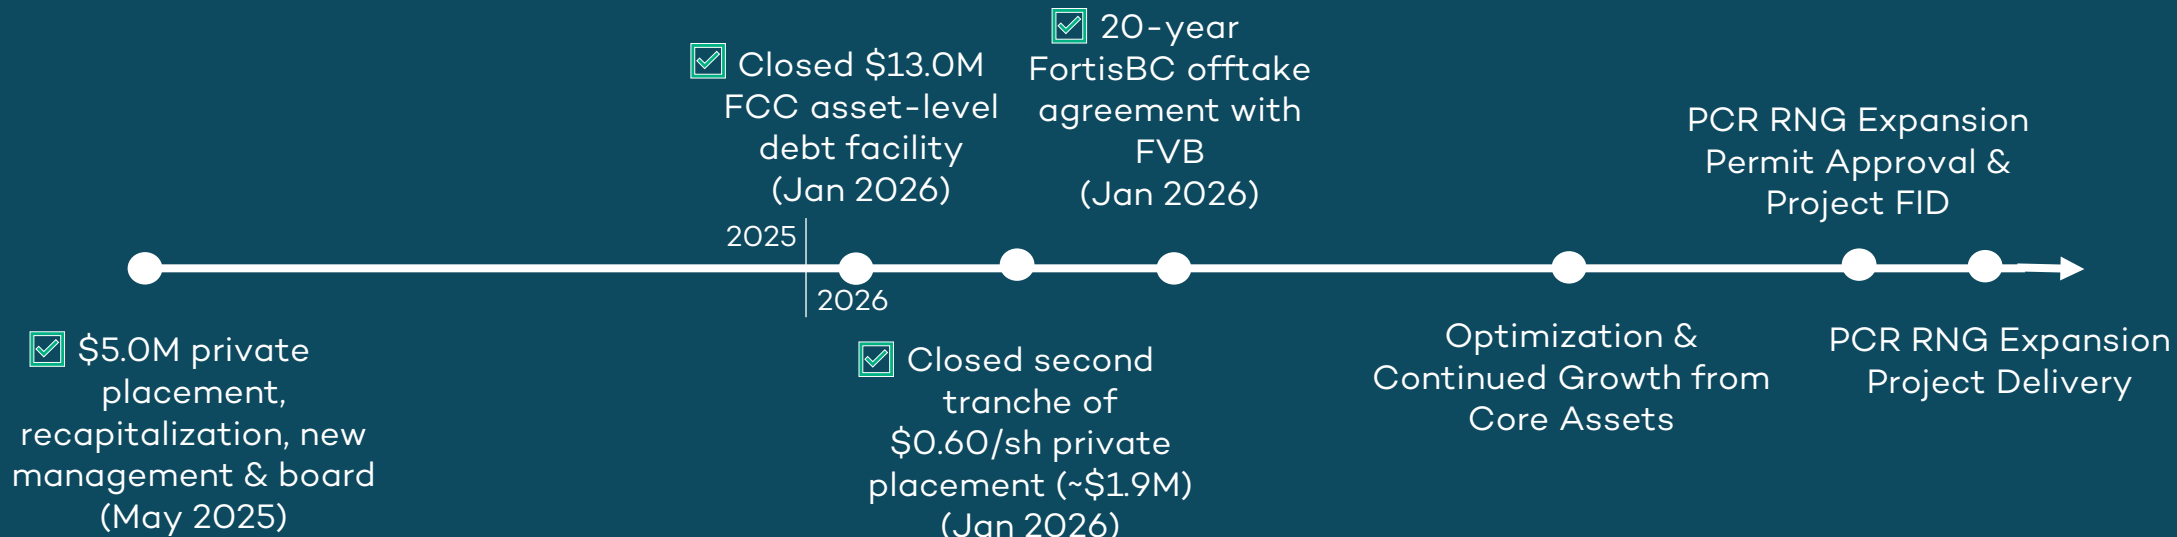 $5.0M private
placement,
recapitalization, new
management & board
(May 2025)
Closed $13.0M
FCC asset-level
debt facility
(Jan 2026)
2025
2026
Closed second
tranche of
$0.60/sh private
placement (~$1.9M)
(Jan 2026)
20-year
FortisBC offtake
agreement with
FVB
(Jan 2026)
Optimization &
Continued Growth from
Core Assets
PCR RNG Expansion
Permit Approval &
Project FID
PCR RNG Expansion
Project Delivery